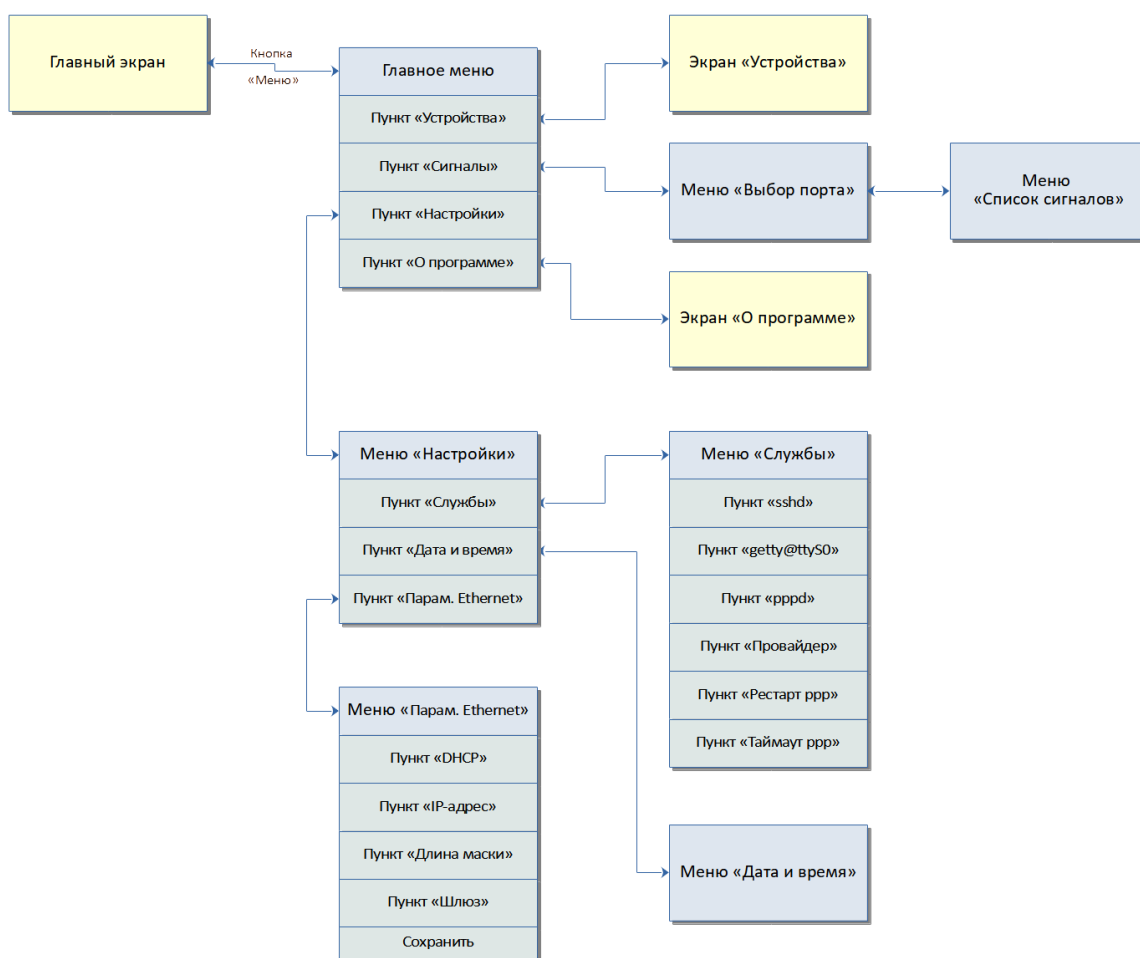 Главный экран
Кнопка
«Меню»
Главное меню
Пункт «Устройства»
Пункт «Сигналы»
Пункт «Настройки»
Пункт «О программе»
Экран «Устройства»
Меню «Выбор порта»
Меню
«Список сигналов»
Экран «О программе»
Меню «Настройки»
Пункт «Службы»
Пункт «Дата и время»
Пункт «Парам. Ethernet»
Меню «Службы»
Пункт «sshd»
Пункт «getty@ttyS0»
Пункт «pppd»
Пункт «Провайдер»
Пункт «Рестарт ppp»
Пункт «Таймаут ppp»
Меню «Парам. Ethernet»
Пункт «DHCP»
Пункт «IP-адрес»
Пункт «Длина маски»
Пункт «Шлюз»
Сохранить
Меню «Дата и время»